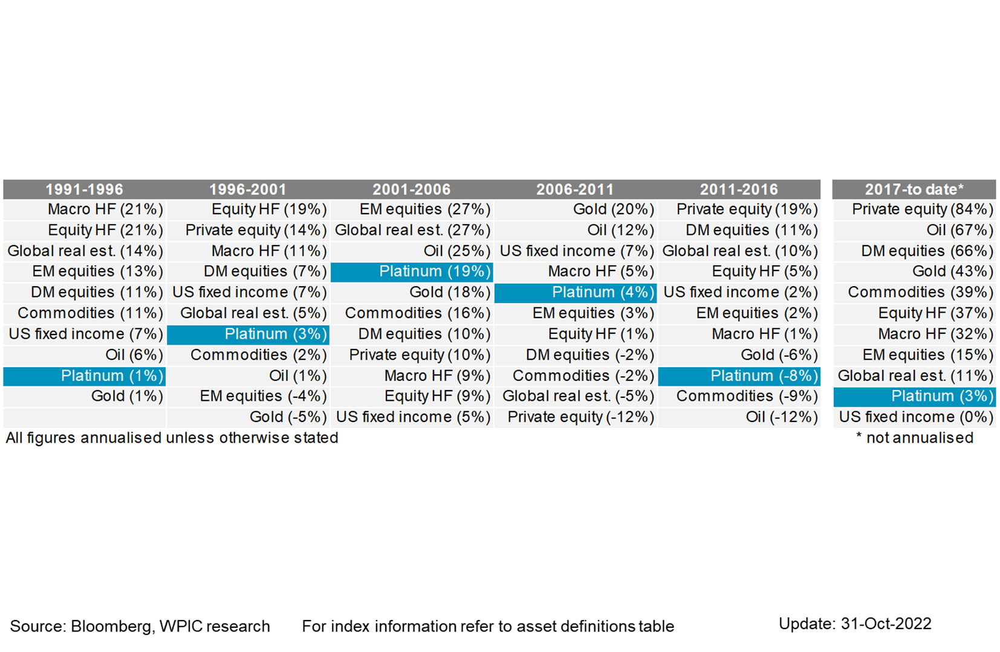 1991-1996 1996-2001 2001-2006 2006-2011 2011-2016 2017-to date*
Macro HF (21%) Equity HF (19%) EM equities (27%) Gold (20%) Private equity (19%) Private equity (84%)
Equity HF (21%) Private equity (14%) Global real est. (27%) Oil (12%) DM equities (11%) Oil (67%)
Global real est. (14%) Macro HF (11%) Oil (25%) US fixed income (7%) Global real est. (10%) DM equities (66%)
EM equities (13%) DM equities (7%) Platinum (19%) Macro HF (5%) Equity HF (5%) Gold (43%)
DM equities (11%) US fixed income (7%) Gold (18%) Platinum (4%) US fixed income (2%) Commodities (39%)
Commodities (11%) Global real est. (5%) Commodities (16%) EM equities (3%) EM equities (2%) Equity HF (37%)
US fixed income (7%) Platinum (3%) DM equities (10%) Equity HF (1%) Macro HF (1%) Macro HF (32%)
Oil (6%) Commodities (2%) Private equity (10%) DM equities (-2%) Gold (-6%) EM equities (15%)
Platinum (1%) Oil (1%) Macro HF (9%) Commodities (-2%) Platinum (-8%) Global real est. (11%)
Gold (1%) EM equities (-4%) Equity HF (9%) Global real est. (-5%) Commodities (-9%) Platinum (3%)
Gold (-5%) US fixed income (5%) Private equity (-12%) Oil (-12%) US fixed income (0%)
All figures annualised unless otherwise stated * not annualised
Source: Bloomberg, WPIC research For index information refer to asset definitions table Update: 31-Oct-2022